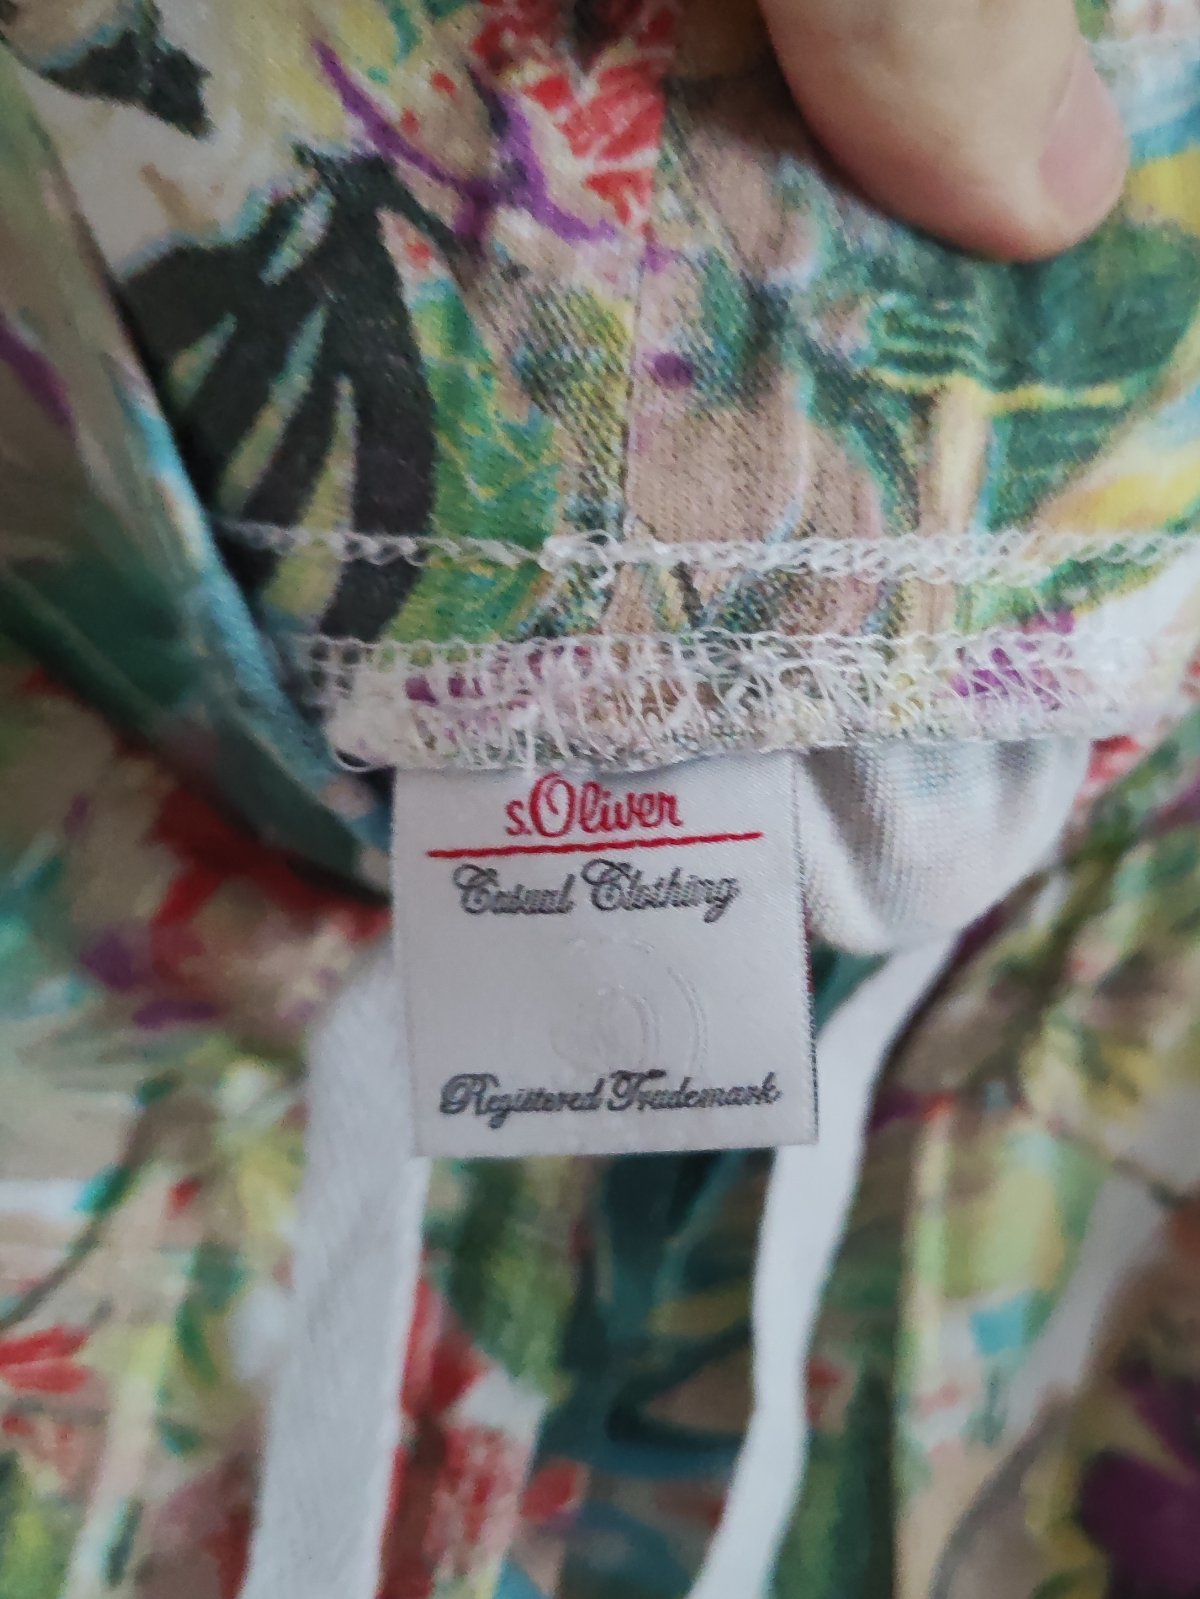 s.Oliver
Casual Clothing
Registered Trademark